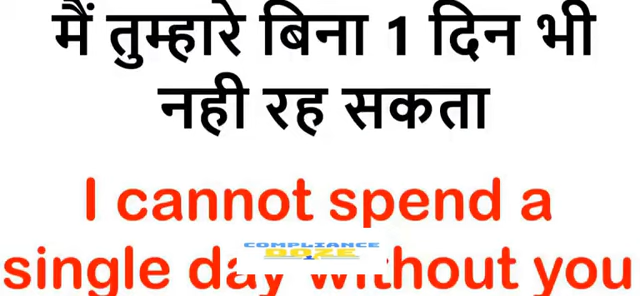 मैं तुम्हारे बिना 1 दिन भी
नही रह सकता
I cannot spend a
COMPLIANCE
DOZE
single day without you